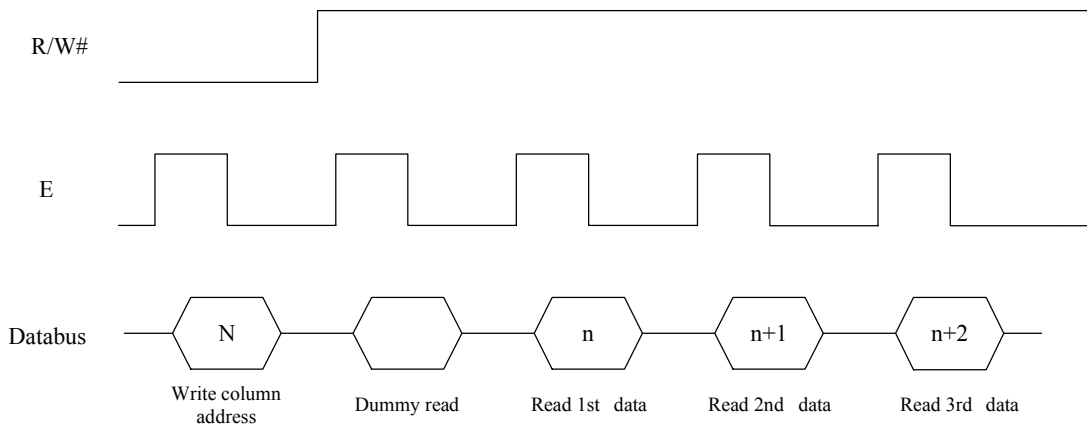 R/W#
E
Databus
N
n
n+1
n+2
Write column
address
Dummy read
Read 1st data
Read 2nd data
Read 3rd data